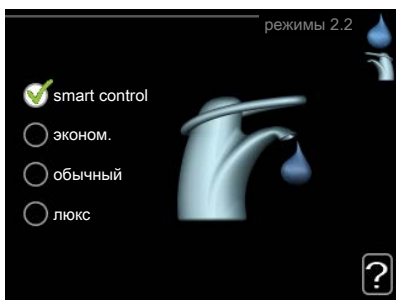 режимы 2.2
smart control
эконом.
обычный
люкс
?